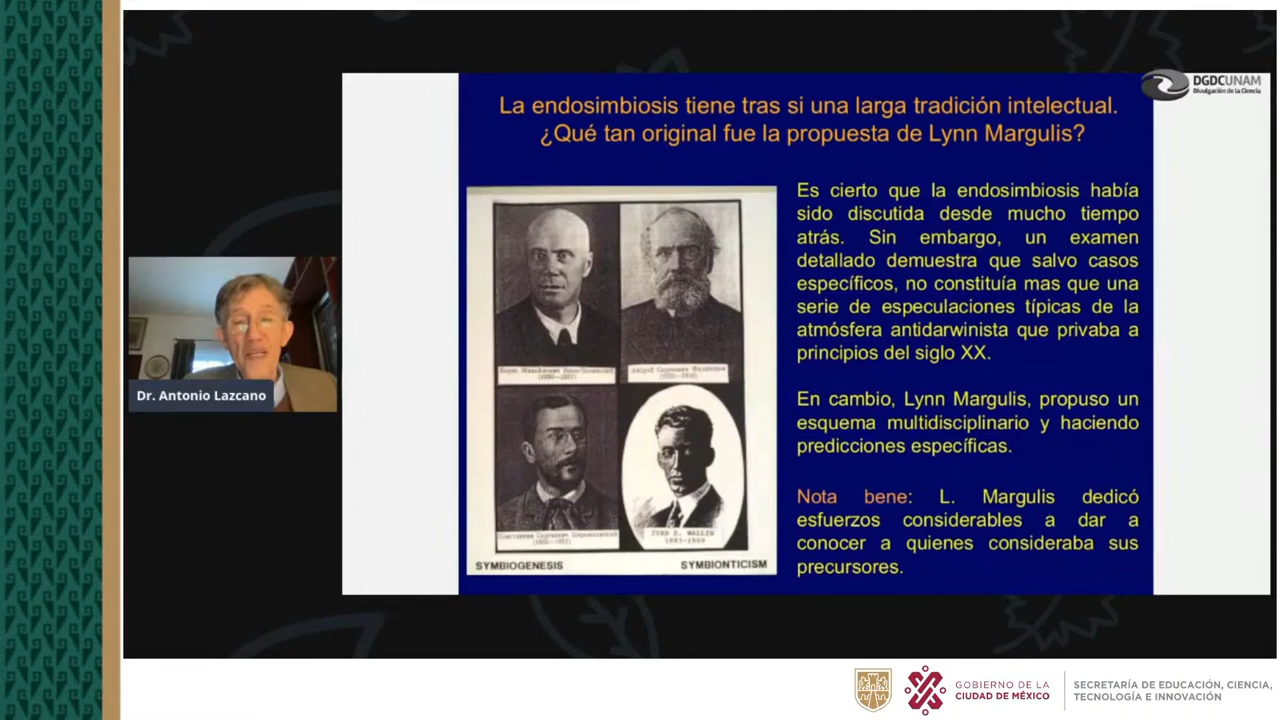 DGDCUNAM
Divulgación de la Ciencia
La endosimbiosis tiene tras si una larga tradición intelectual.
¿Qué tan original fue la propuesta de Lynn Margulis?
Es cierto que la endosimbiosis había
sido discutida desde mucho tiempo
atrás. Sin embargo, un examen
detallado demuestra que salvo casos
específicos, no constituía mas que una
serie de especulaciones típicas de la
atmósfera antidarwinista que privaba a
principios del siglo XX.
En cambio, Lynn Margulis, propuso un
esquema multidisciplinario y haciendo
predicciones específicas.
Nota bene: L. Margulis dedicó
esfuerzos considerables a dar a
conocer a quienes consideraba sus
precursores.
IVAN E. WALLIN
SYMBIOGENESIS
SYMBIONTICISM
Dr. Antonio Lazcano
GOBIERNO DE LA
CIUDAD DE MÉXICO
SECRETARÍA DE EDUCACIÓN, CIENCIA,
TECNOLOGÍA E INNOVACIÓN